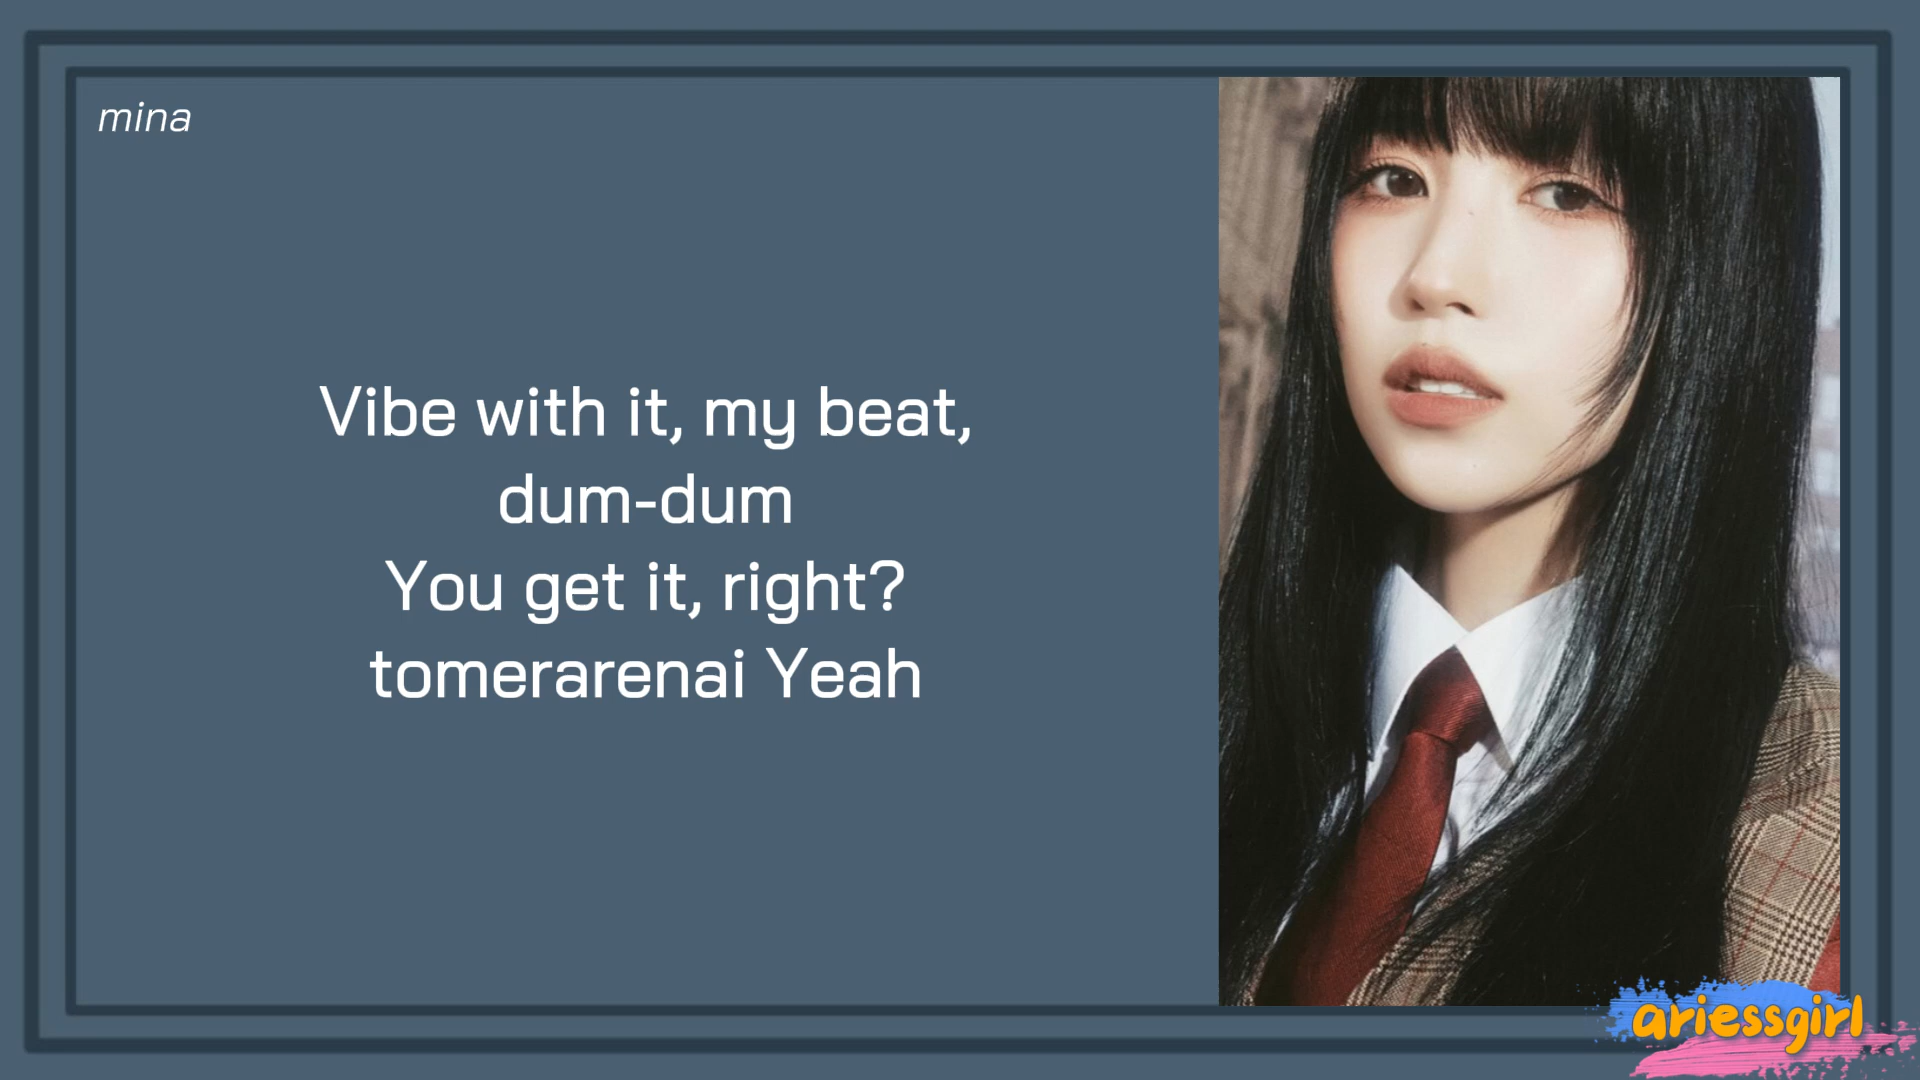 mina
Vibe with it, my beat,
dum-dum
You get it, right?
tomerarenai Yeah
ariessgirl